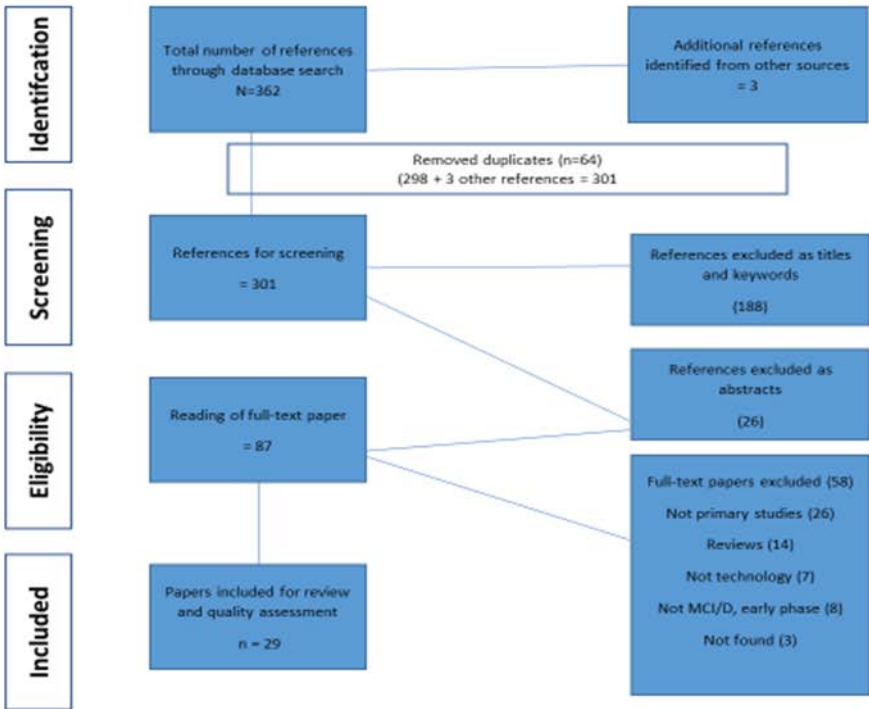 Identifcation
Total number of references
through database search
N=362
Additional references
identified from other sources
= 3
Removed duplicates (n=64)
(298 + 3 other references = 301
Screening
References for screening
= 301
References excluded as titles
and keywords
(188)
References excluded as
abstracts
(26)
Eligibility
Reading of full-text paper
= 87
Full-text papers excluded (58)
Not primary studies (26)
Reviews (14)
Not technology (7)
Not MCI/D, early phase (8)
Not found (3)
Included
Papers included for review
and quality assessment
n = 29